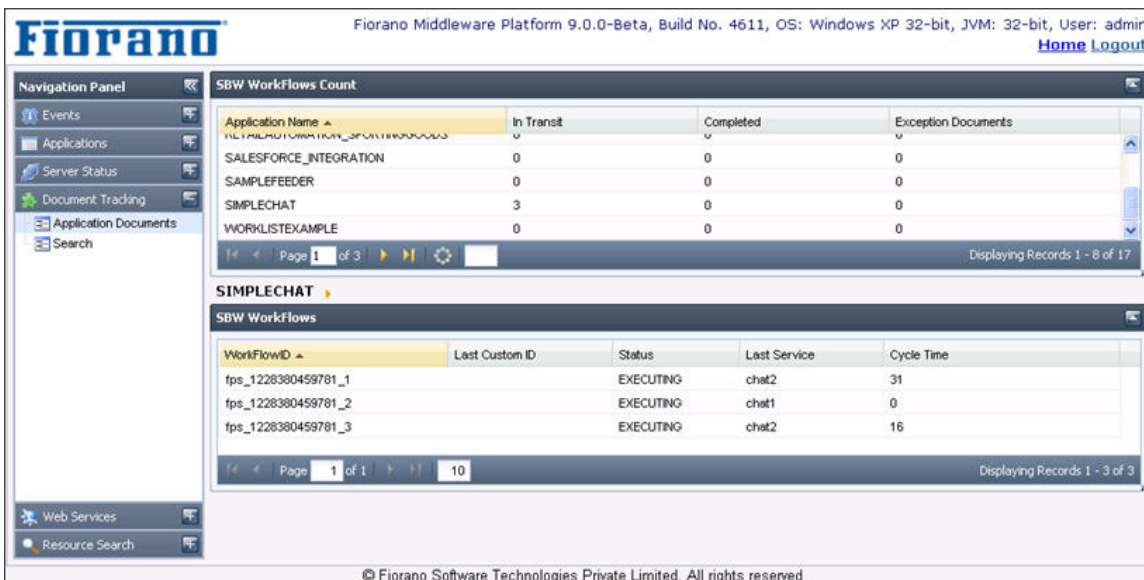 Fiorano
Fiorano Middleware Platform 9.0.0-Beta, Build No. 4611, OS: Windows XP 32-bit, JVM: 32-bit, User: admin
Home Logout
Navigation Panel
Events
Applications
Server Status
Document Tracking
Application Documents
Search
Web Services
Resource Search
SBW WorkFlows Count
Application Name In Transit Completed Exception Documents
RETAILAUTOMATION_SPORTINGGOODS 0 0 0
SALESFORCE_INTEGRATION 0 0 0
SAMPLEFEEDER 0 0 0
SIMPLECHAT 3 0 0
WORKLISTEXAMPLE 0 0 0
Page 1 of 3 Displaying Records 1 - 8 of 17
SIMPLECHAT
SBW WorkFlows
WorkFlowID Last Custom ID Status Last Service Cycle Time
fps_1228380459781_1 EXECUTING chat2 31
fps_1228380459781_2 EXECUTING chat1 0
fps_1228380459781_3 EXECUTING chat2 16
Page 1 of 1 10 Displaying Records 1 - 3 of 3
© Fiorano Software Technologies Private Limited. All rights reserved